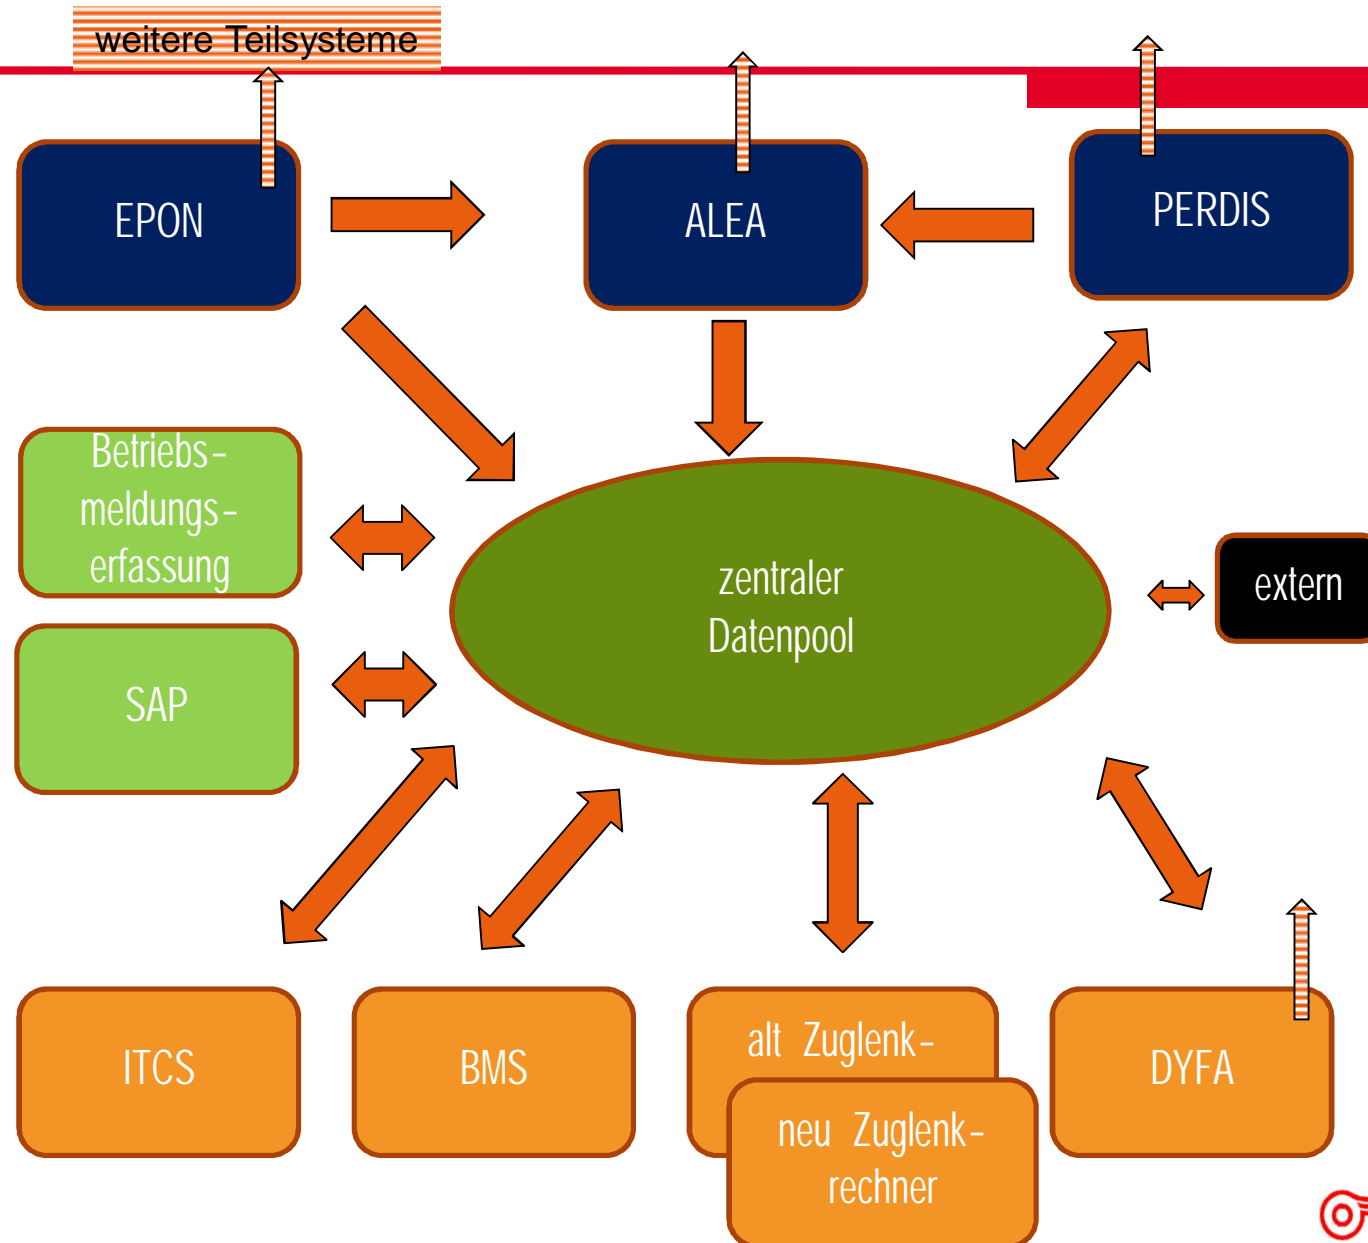 weitere Teilsysteme
EPON
ALEA
PERDIS
Betriebs-
meldungs-
erfassung
zentraler
Datenpool
extern
SAP
ITCS
BMS
alt Zuglenk-
neu Zuglenk-
rechner
DYFA